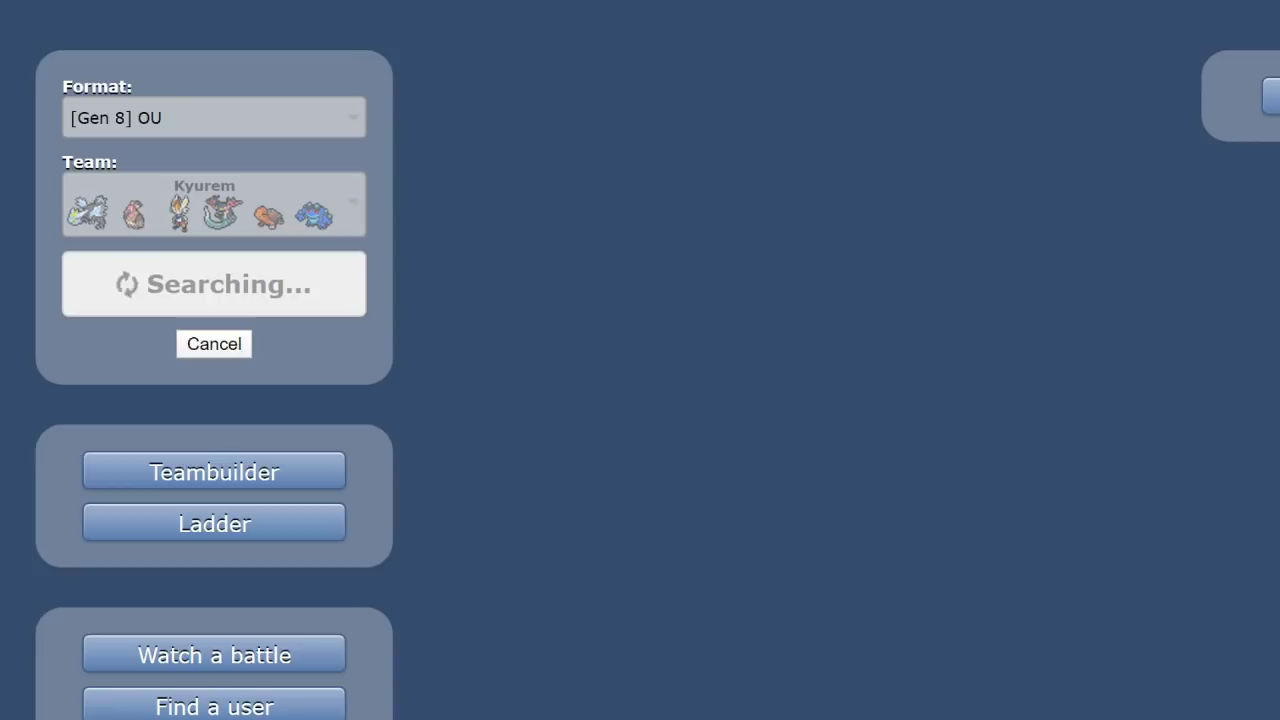 Format:
[Gen 8] OU
Team:
Kyurem
Searching...
Cancel
Teambuilder
Ladder
Watch a battle
Find a user